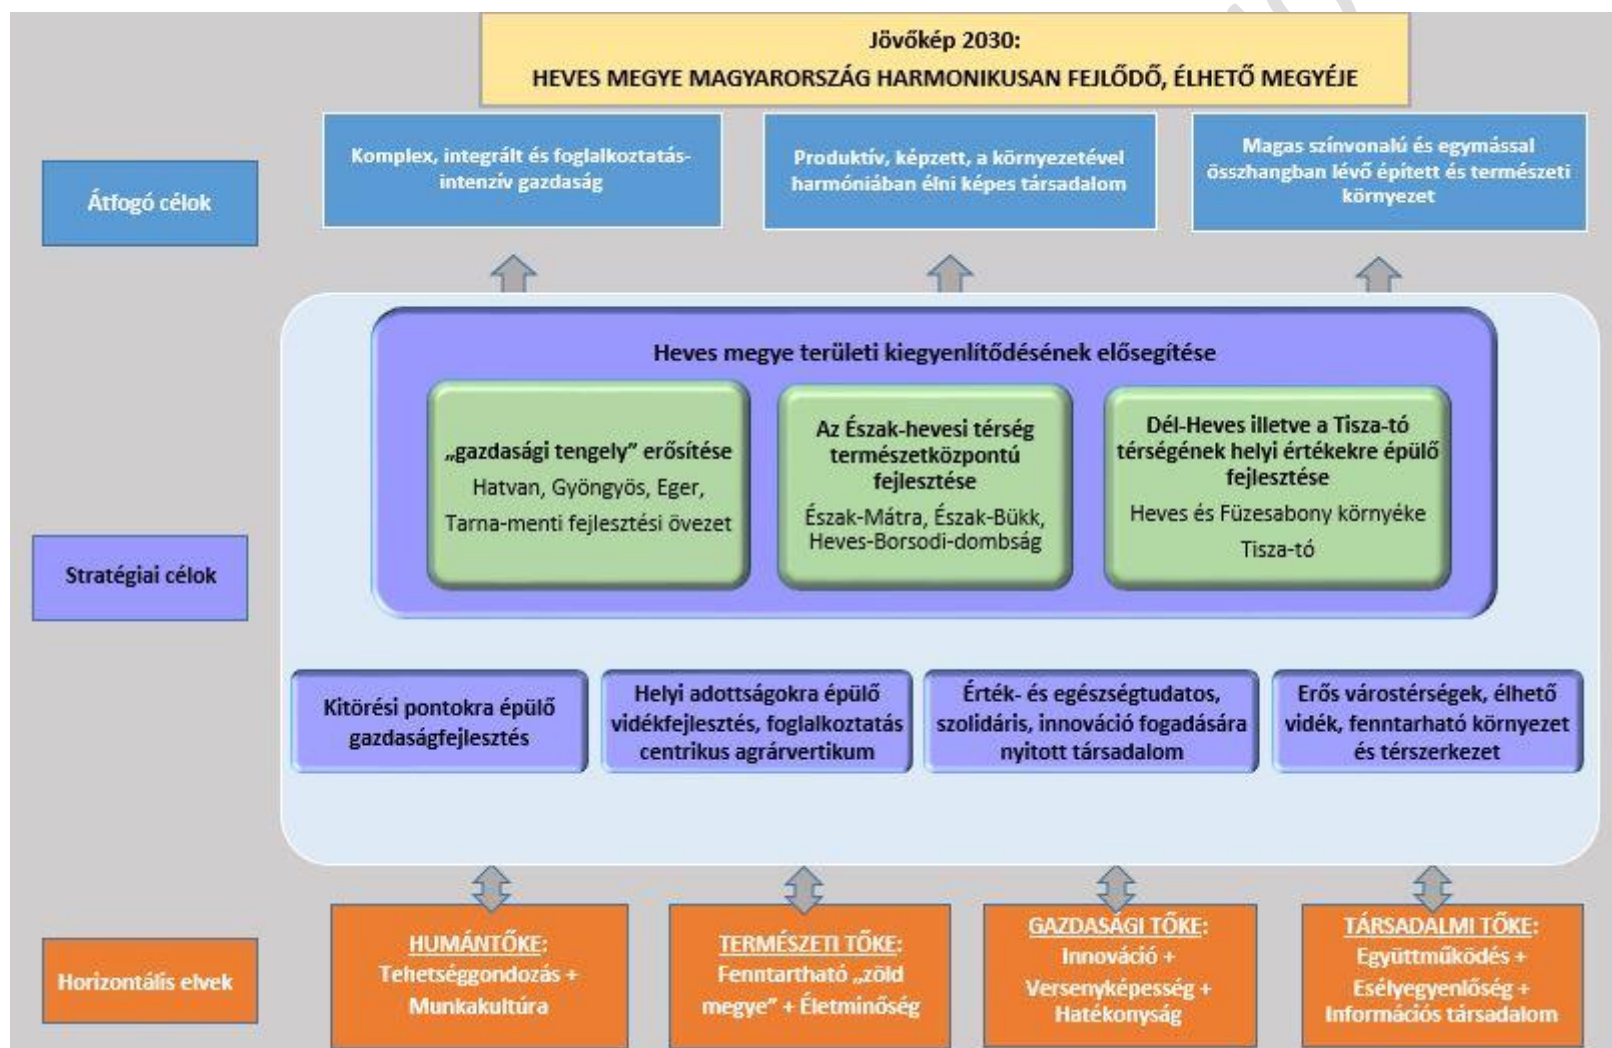 Jövőkép 2030:
HEVES MEGYE MAGYARORSZÁG HARMONIKUSAN FEJLŐDŐ, ÉLHETŐ MEGYÉJE
Átfogó célok
Komplex, integrált és foglalkoztatás-
intenzív gazdaság
Produktív, képzett, a környezetével
harmóniában élni képes társadalom
Magas színvonalú és egymással
összhangban lévő épített és természeti
környezet
Stratégiai célok
Heves megye területi kiegyenlítődésének elősegítése
„gazdasági tengely” erősítése
Hatvan, Gyöngyös, Eger,
Tarna-menti fejlesztési övezet
Az Észak-hevesi térség
természetközpontú
fejlesztése
Észak-Mátra, Észak-Bükk,
Heves-Borsodi-dombság
Dél-Heves illetve a Tisza-tó
térségének helyi értékekre épülő
fejlesztése
Heves és Füzesabony környéke
Tisza-tó
Kitörési pontokra épülő
gazdaságfejlesztés
Helyi adottságokra épülő
vidékfejlesztés, foglalkoztatás
centrikus agrárvertikum
Érték- és egészségtudatos,
szolidáris, innováció fogadására
nyitott társadalom
Erős várostérségek, élhető
vidék, fenntarható környezet
és térszerkezet
Horizontális elvek
HUMÁNTŐKE:
Tehetséggondozás +
Munkakultúra
TERMÉSZETI TŐKE:
Fenntartható „zöld
megye” + Életminőség
GAZDASÁGI TŐKE:
Innováció +
Versenyképesség +
Hatékonyság
TÁRSADALMI TŐKE:
Együttműködés +
Esélyegyenlőség +
Információs társadalom